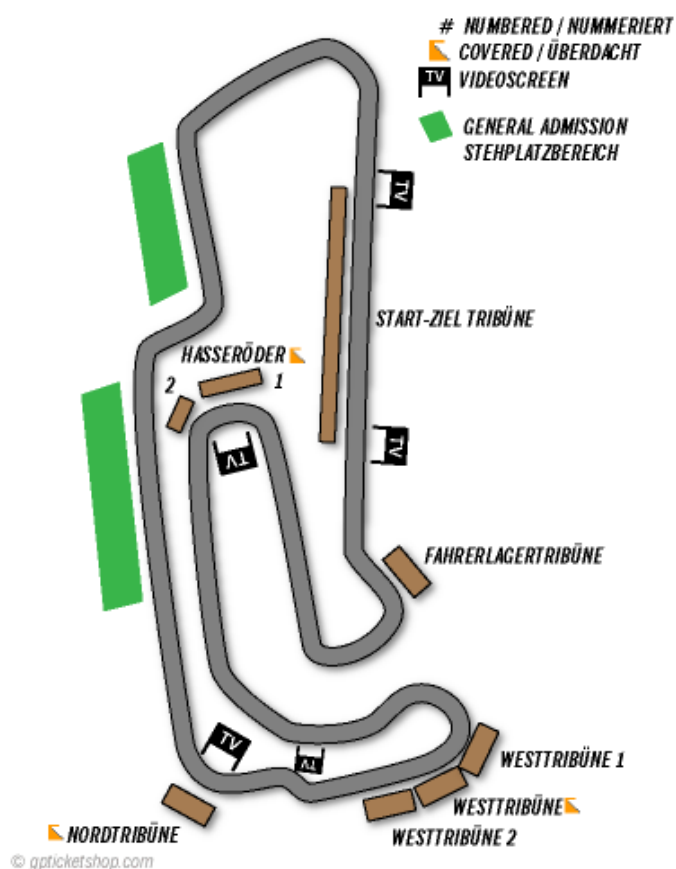 # NUMBERED / NUMMERIERT
COVERED / ÜBERDACHT
TV VIDEOSCREEN
GENERAL ADMISSION
STEHPLATZBEREICH
TV
START-ZIEL TRIBÜNE
HASSERÖDER
2 1
TV
TV
FAHRERLAGERTRIBÜNE
TV
TV
WESTTRIBÜNE 1
WESTTRIBÜNE
NORDTRIBÜNE
WESTTRIBÜNE 2
© gpticketshop.com